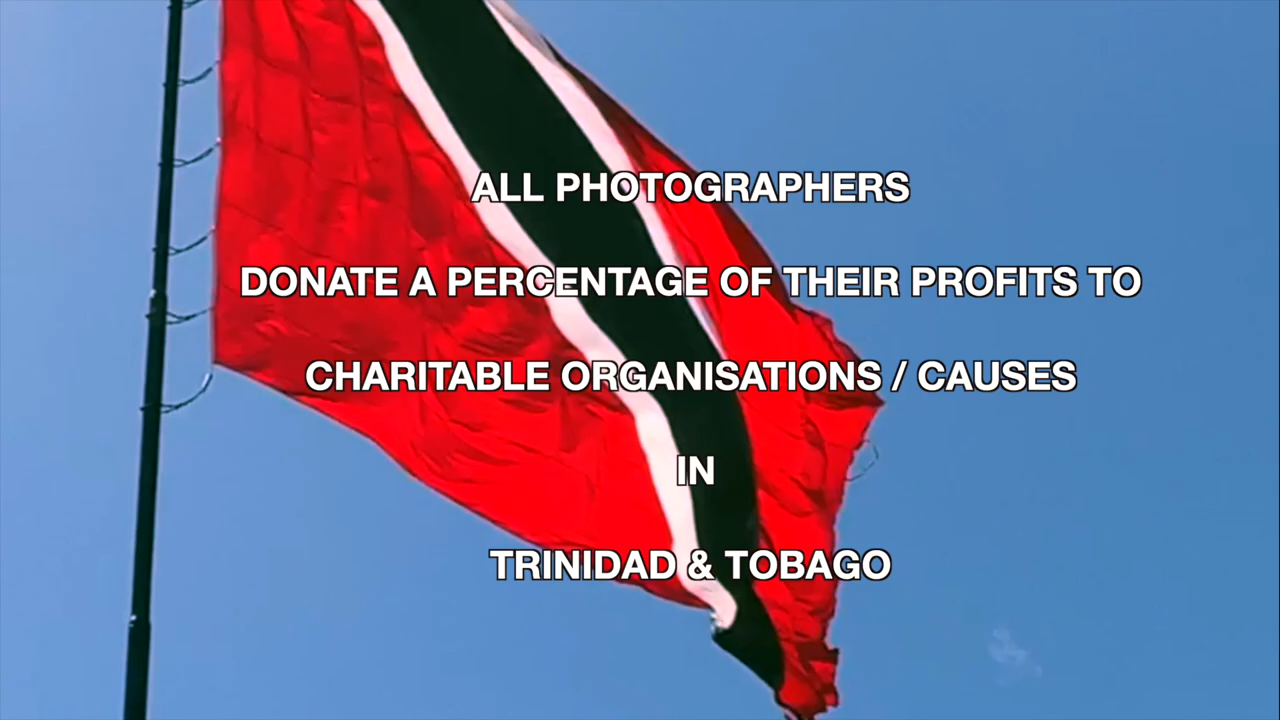 ALL PHOTOGRAPHERS
DONATE A PERCENTAGE OF THEIR PROFITS TO
CHARITABLE ORGANISATIONS / CAUSES
IN
TRINIDAD & TOBAGO